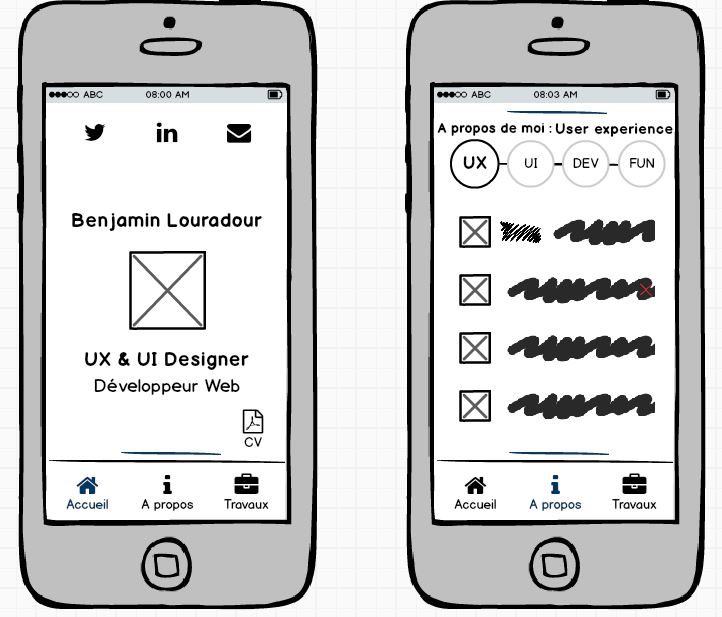 ABC 08:00 AM
in
Benjamin Louradour
UX & UI Designer
Développeur Web
CV
Accueil A propos Travaux
ABC 08:03 AM
A propos de moi : User experience
UX UI DEV FUN
Accueil A propos Travaux